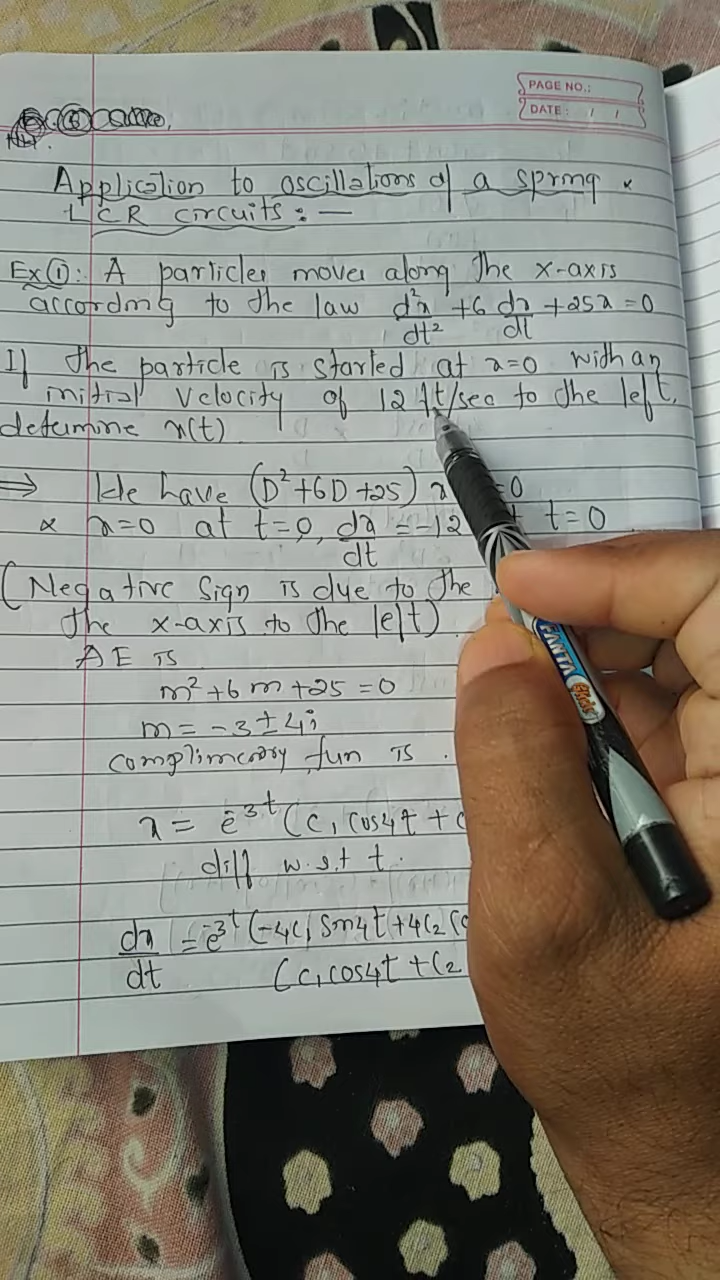 PAGE NO.:
DATE: / /
Application to oscillations of a spring &
LCR circuits: —
Ex ①: A particles moves along the x-axis
according to the law d²x/dt² + 6 dx/dt + 25x = 0
If the particle is started at x=0 with an
initial velocity of 12 ft/sec to the left,
determine x(t)
⇒ We have (D² + 6D + 25) x =0
& x=0 at t=0, dx/dt = -12 t=0
(Negative sign is due to the
the x-axis to the left)
AE is
m² + 6m + 25 = 0
m = -3 ± 4i
complimentary fun is
x = e⁻³ᵗ (c₁ cos4t +
diff w.r.t t.
dx/dt = e⁻³ᵗ (-4c₁ sin4t + 4c₂
(c₁ cos4t + c₂
FANTA